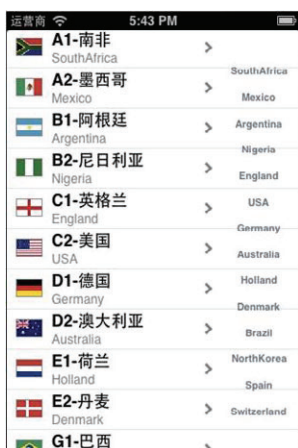 运营商 5:43 PM
A1-南非
SouthAfrica
A2-墨西哥
Mexico
B1-阿根廷
Argentina
B2-尼日利亚
Nigeria
C1-英格兰
England
C2-美国
USA
D1-德国
Germany
D2-澳大利亚
Australia
E1-荷兰
Holland
E2-丹麦
Denmark
G1-巴西
SouthAfrica
Mexico
Argentina
Nigeria
England
USA
Germany
Australia
Holland
Denmark
Brazil
NorthKorea
Spain
Switzerland